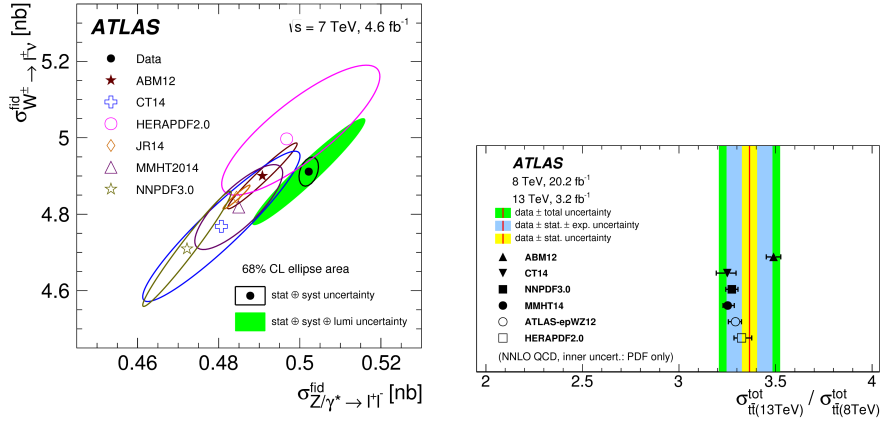 ATLAS
√s = 7 TeV, 4.6 fb⁻¹
Data
ABM12
CT14
HERAPDF2.0
JR14
MMHT2014
NNPDF3.0
68% CL ellipse area
stat ⊕ syst uncertainty
stat ⊕ syst ⊕ lumi uncertainty
σ^fid_W± → l±ν [nb]
5.2
5
4.8
4.6
0.46
0.48
0.5
0.52
σ^fid_Z/γ* → l⁺l⁻ [nb]
ATLAS
8 TeV, 20.2 fb⁻¹
13 TeV, 3.2 fb⁻¹
data ± total uncertainty
data ± stat. ± exp. uncertainty
data ± stat. uncertainty
ABM12
CT14
NNPDF3.0
MMHT14
ATLAS-epWZ12
HERAPDF2.0
(NNLO QCD, inner uncert.: PDF only)
2
2.5
3
3.5
4
σ^tot_tt̄(13TeV) / σ^tot_tt̄(8TeV)